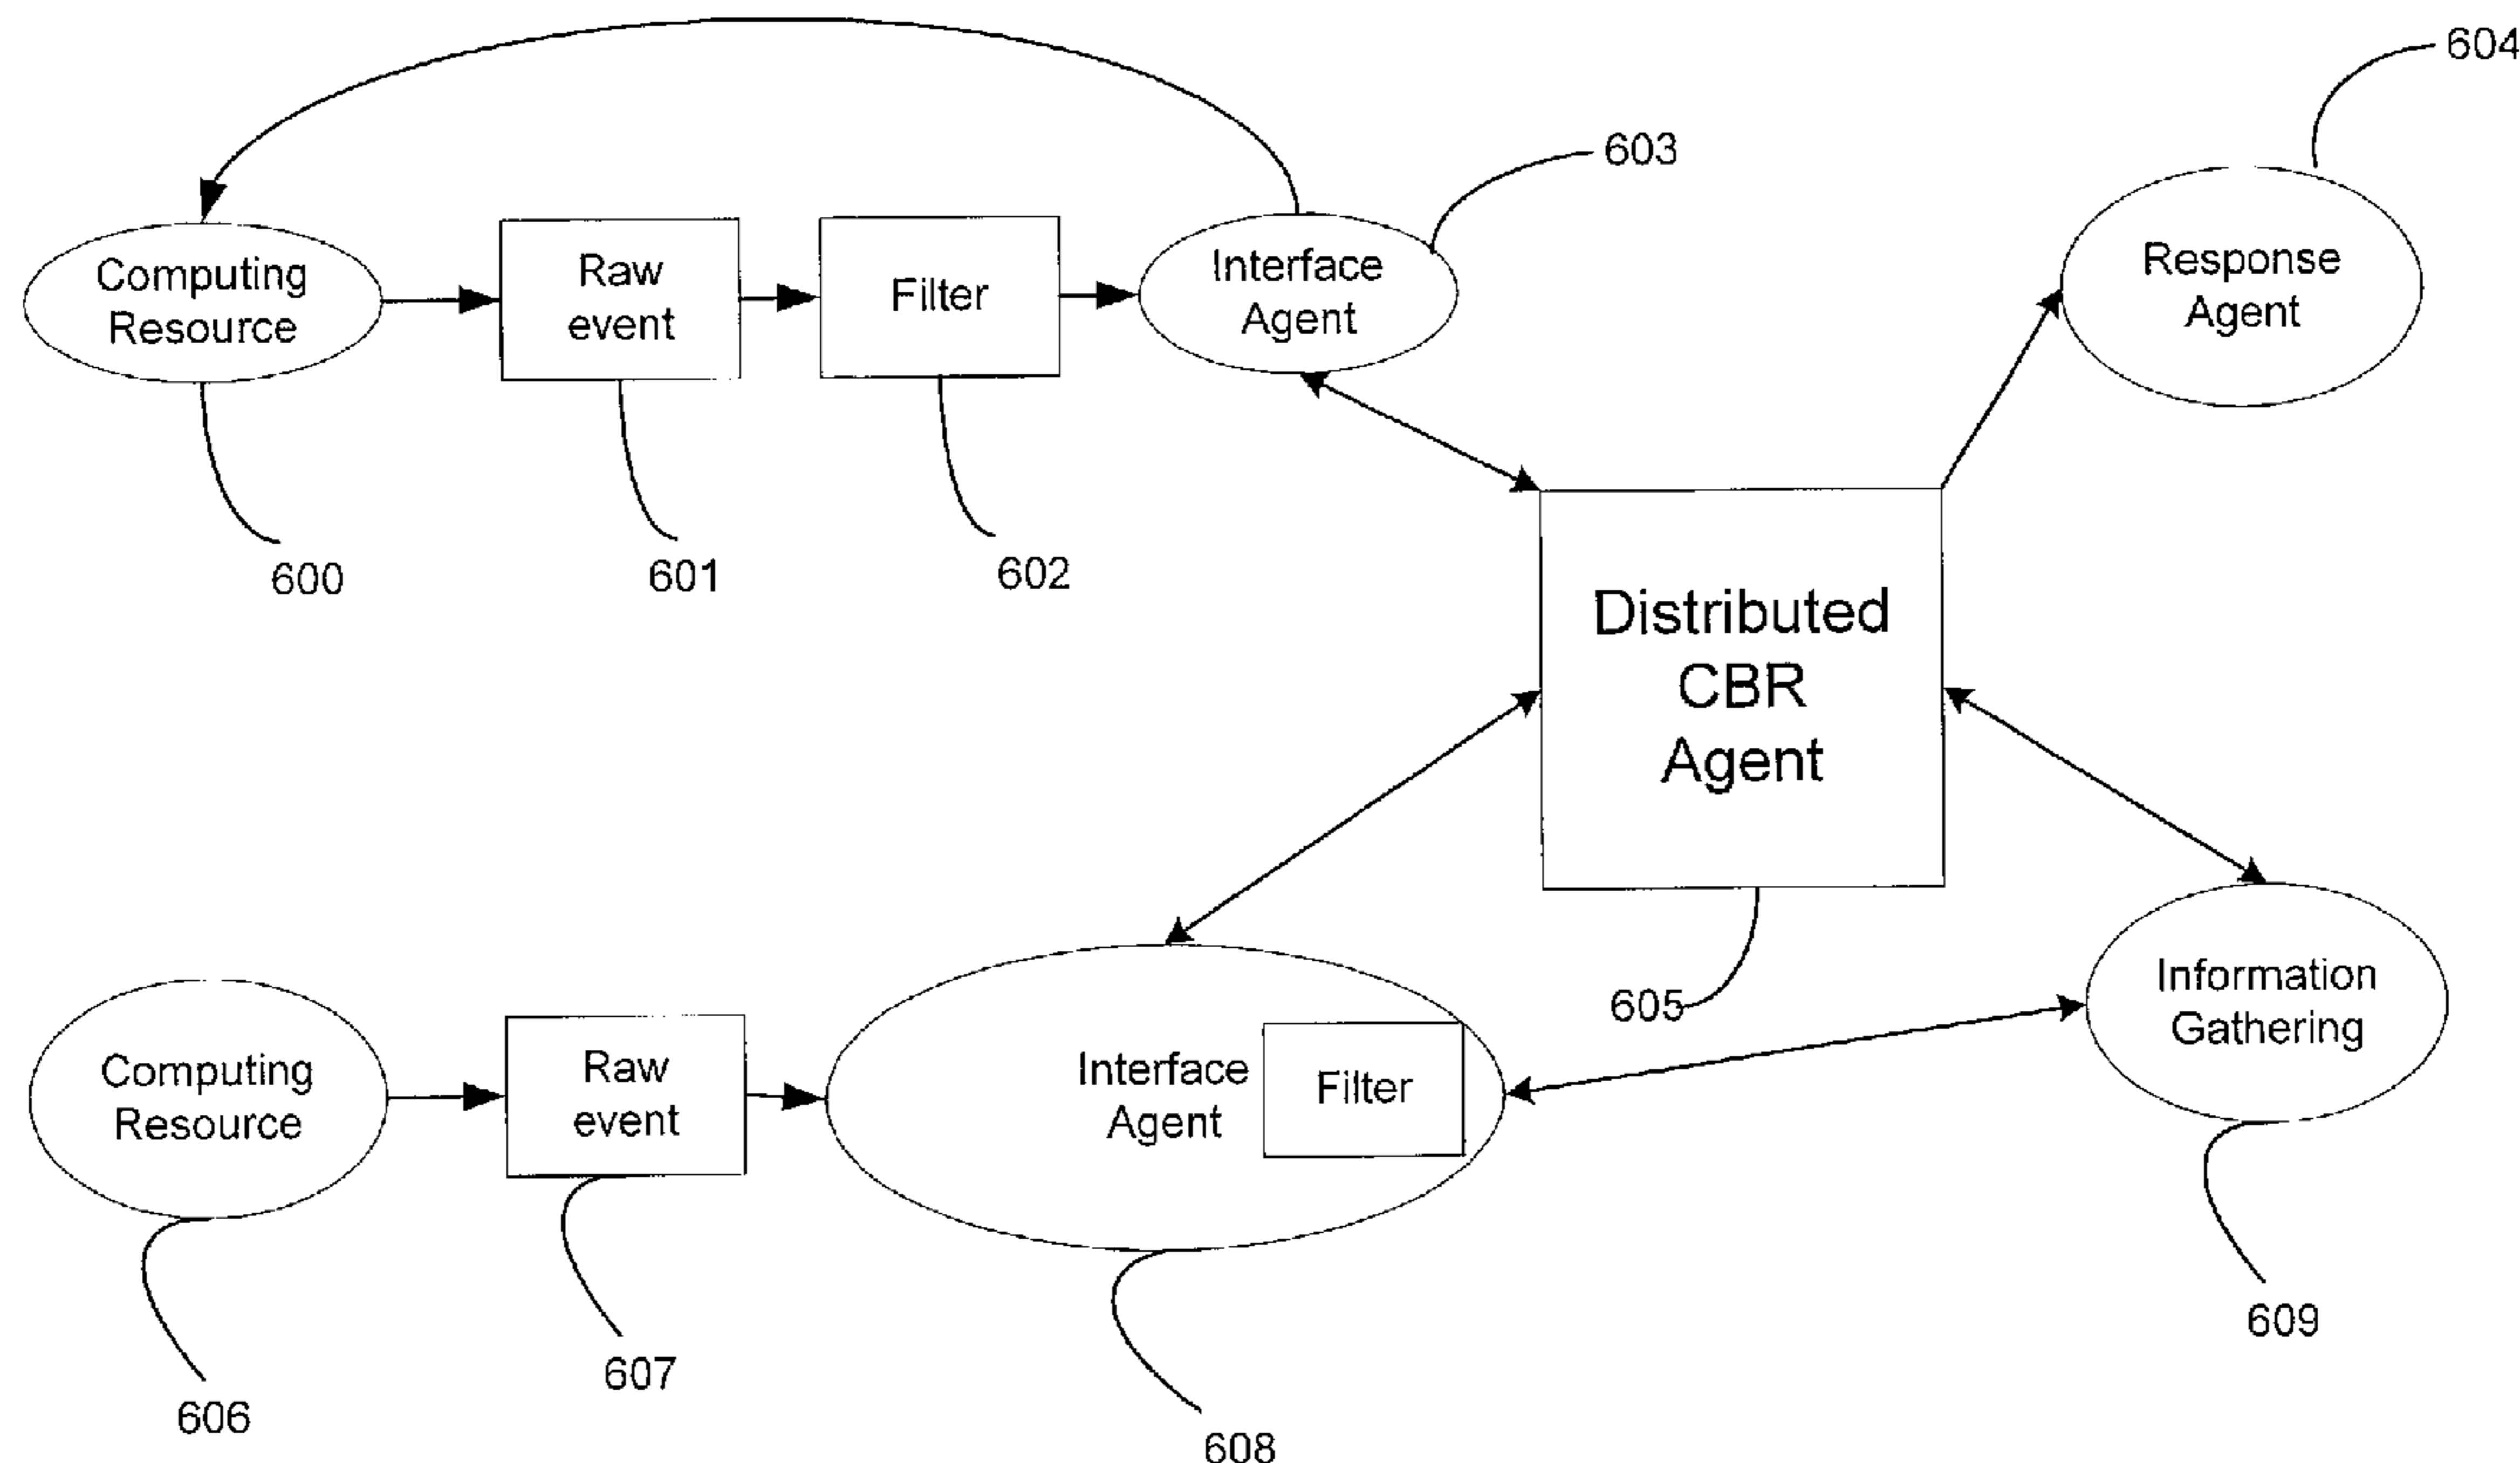 604
603
Computing
Resource
Raw
event
Filter
Interface
Agent
Response
Agent
600
601
602
Distributed
CBR
Agent
605
Computing
Resource
Raw
event
Interface
Agent
Filter
Information
Gathering
606
607
608
609